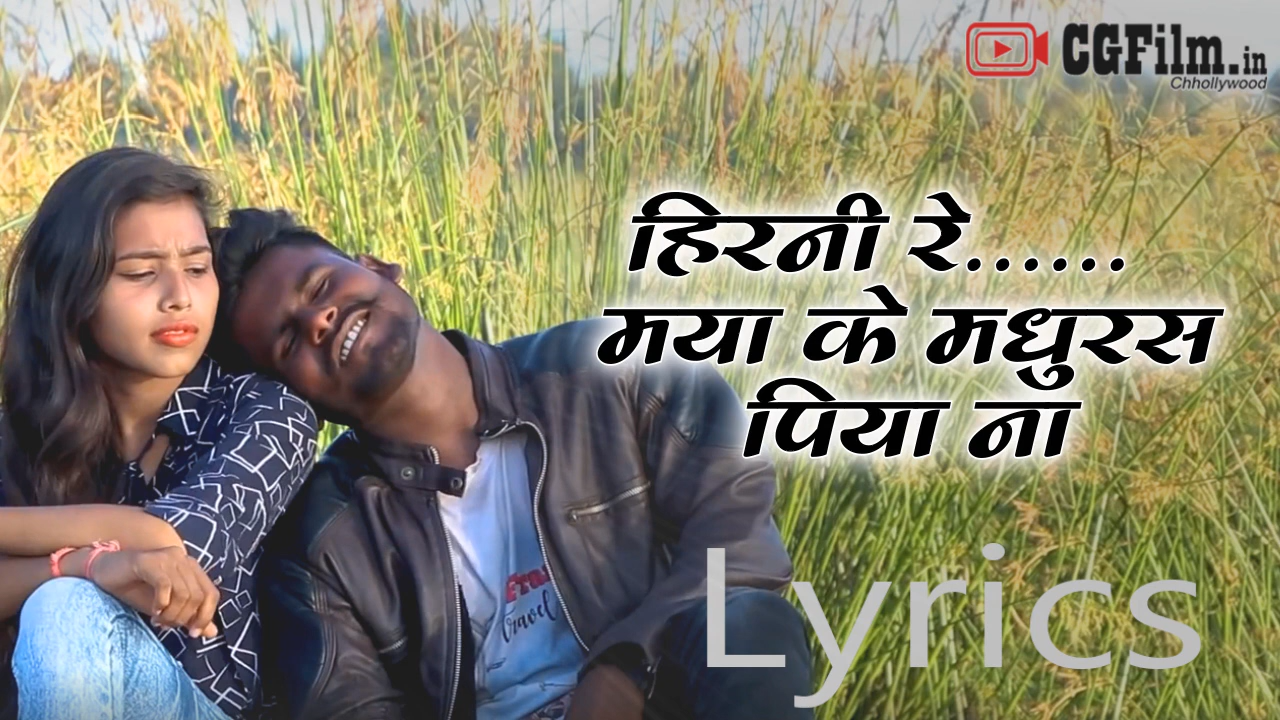 CGFilm.in
Chhollywood
हिरनी रे......
मया के मधुरस
पिया ना
Lyrics